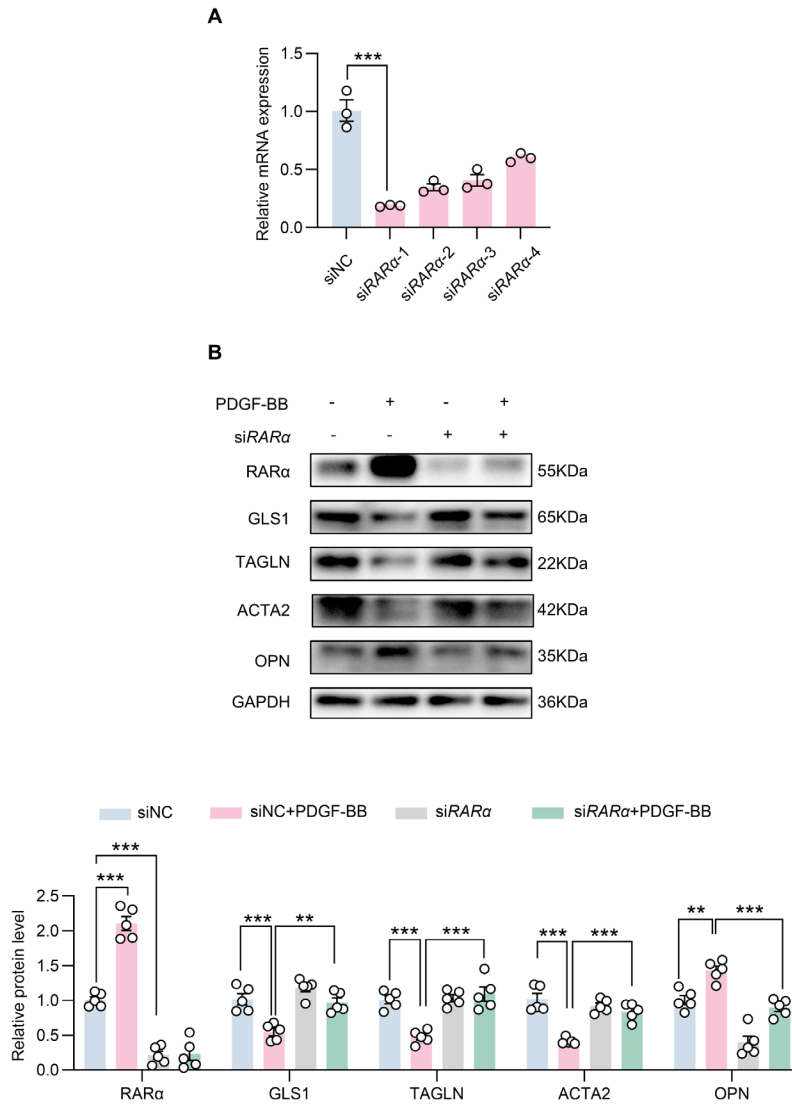 A
Relative mRNA expression
1.5
1.0
0.5
0.0
***
siNC
siRARα-1
siRARα-2
siRARα-3
siRARα-4
B
PDGF-BB - + - +
siRARα - - + +
RARα 55KDa
GLS1 65KDa
TAGLN 22KDa
ACTA2 42KDa
OPN 35KDa
GAPDH 36KDa
siNC siNC+PDGF-BB siRARα siRARα+PDGF-BB
Relative protein level
2.5
2.0
1.5
1.0
0.5
0
***
***
*** **
*** ***
*** ***
** ***
RARα GLS1 TAGLN ACTA2 OPN